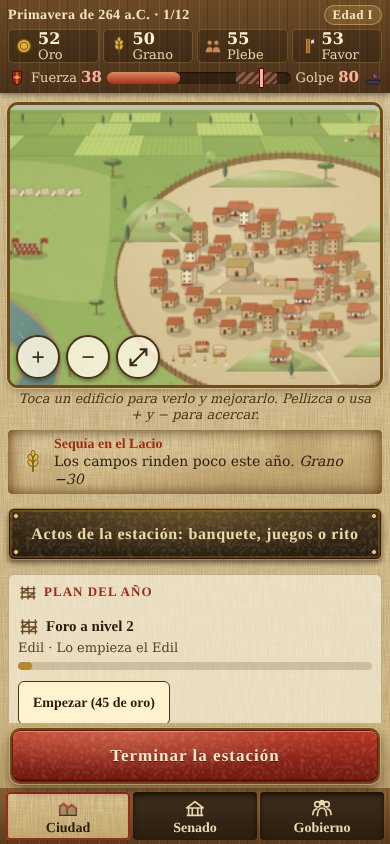 Primavera de 264 a.C. · 1/12
Edad I
52
Oro
50
Grano
55
Plebe
53
Favor
Fuerza 38
Golpe 80
+
−
Toca un edificio para verlo y mejorarlo. Pellizca o usa
+ y − para acercar.
Sequía en el Lacio
Los campos rinden poco este año. Grano
−30
Actos de la estación: banquete, juegos o rito
PLAN DEL AÑO
Foro a nivel 2
Edil · Lo empieza el Edil
Empezar (45 de oro)
Terminar la estación
Ciudad
Senado
Gobierno